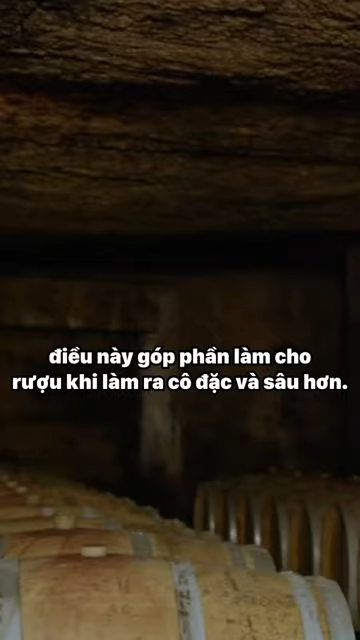 điều này góp phần làm cho
rượu khi làm ra cô đặc và sâu hơn.